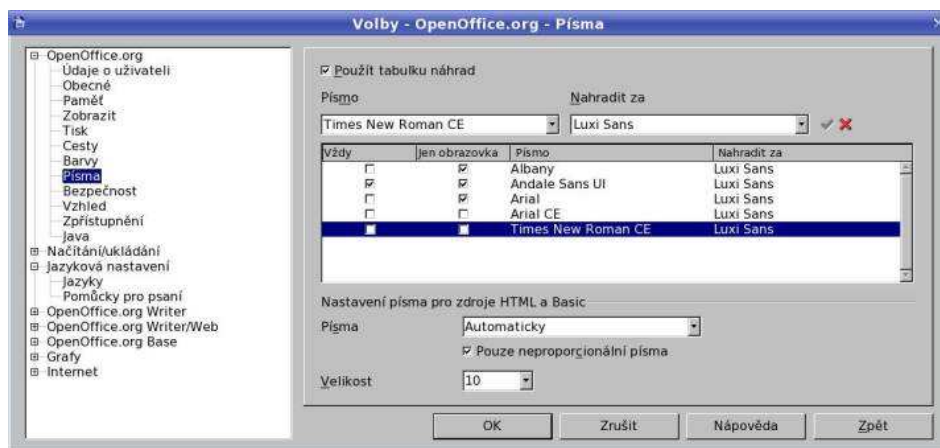 Volby - OpenOffice.org - Písma
OpenOffice.org
Údaje o uživateli
Obecné
Paměť
Zobrazit
Tisk
Cesty
Barvy
Písma
Bezpečnost
Vzhled
Zpřístupnění
Java
Načítání/ukládání
Jazyková nastavení
Jazyky
Pomůcky pro psaní
OpenOffice.org Writer
OpenOffice.org Writer/Web
OpenOffice.org Base
Grafy
Internet
Použít tabulku náhrad
Písmo Nahradit za
Times New Roman CE Luxi Sans
Vždy Jen obrazovka Písmo Nahradit za
Albany Luxi Sans
Andale Sans UI Luxi Sans
Arial Luxi Sans
Arial CE Luxi Sans
Times New Roman CE Luxi Sans
Nastavení písma pro zdroje HTML a Basic
Písma Automaticky
Pouze neproporcionální písma
Velikost 10
OK Zrušit Nápověda Zpět